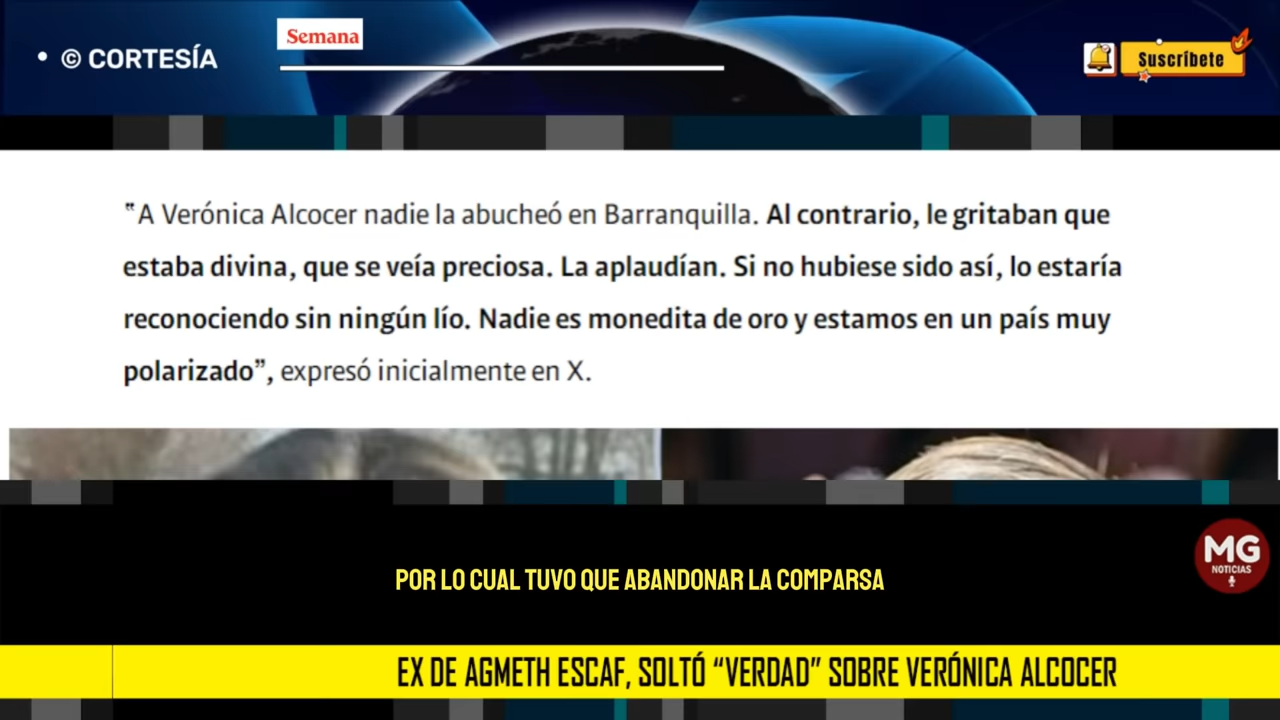 • © CORTESÍA
Semana
Suscríbete
"A Verónica Alcocer nadie la abucheó en Barranquilla. Al contrario, le gritaban que
estaba divina, que se veía preciosa. La aplaudían. Si no hubiese sido así, lo estaría
reconociendo sin ningún lío. Nadie es monedita de oro y estamos en un país muy
polarizado”, expresó inicialmente en X.
MG
NOTICIAS
POR LO CUAL TUVO QUE ABANDONAR LA COMPARSA
EX DE AGMETH ESCAF, SOLTÓ “VERDAD” SOBRE VERÓNICA ALCOCER